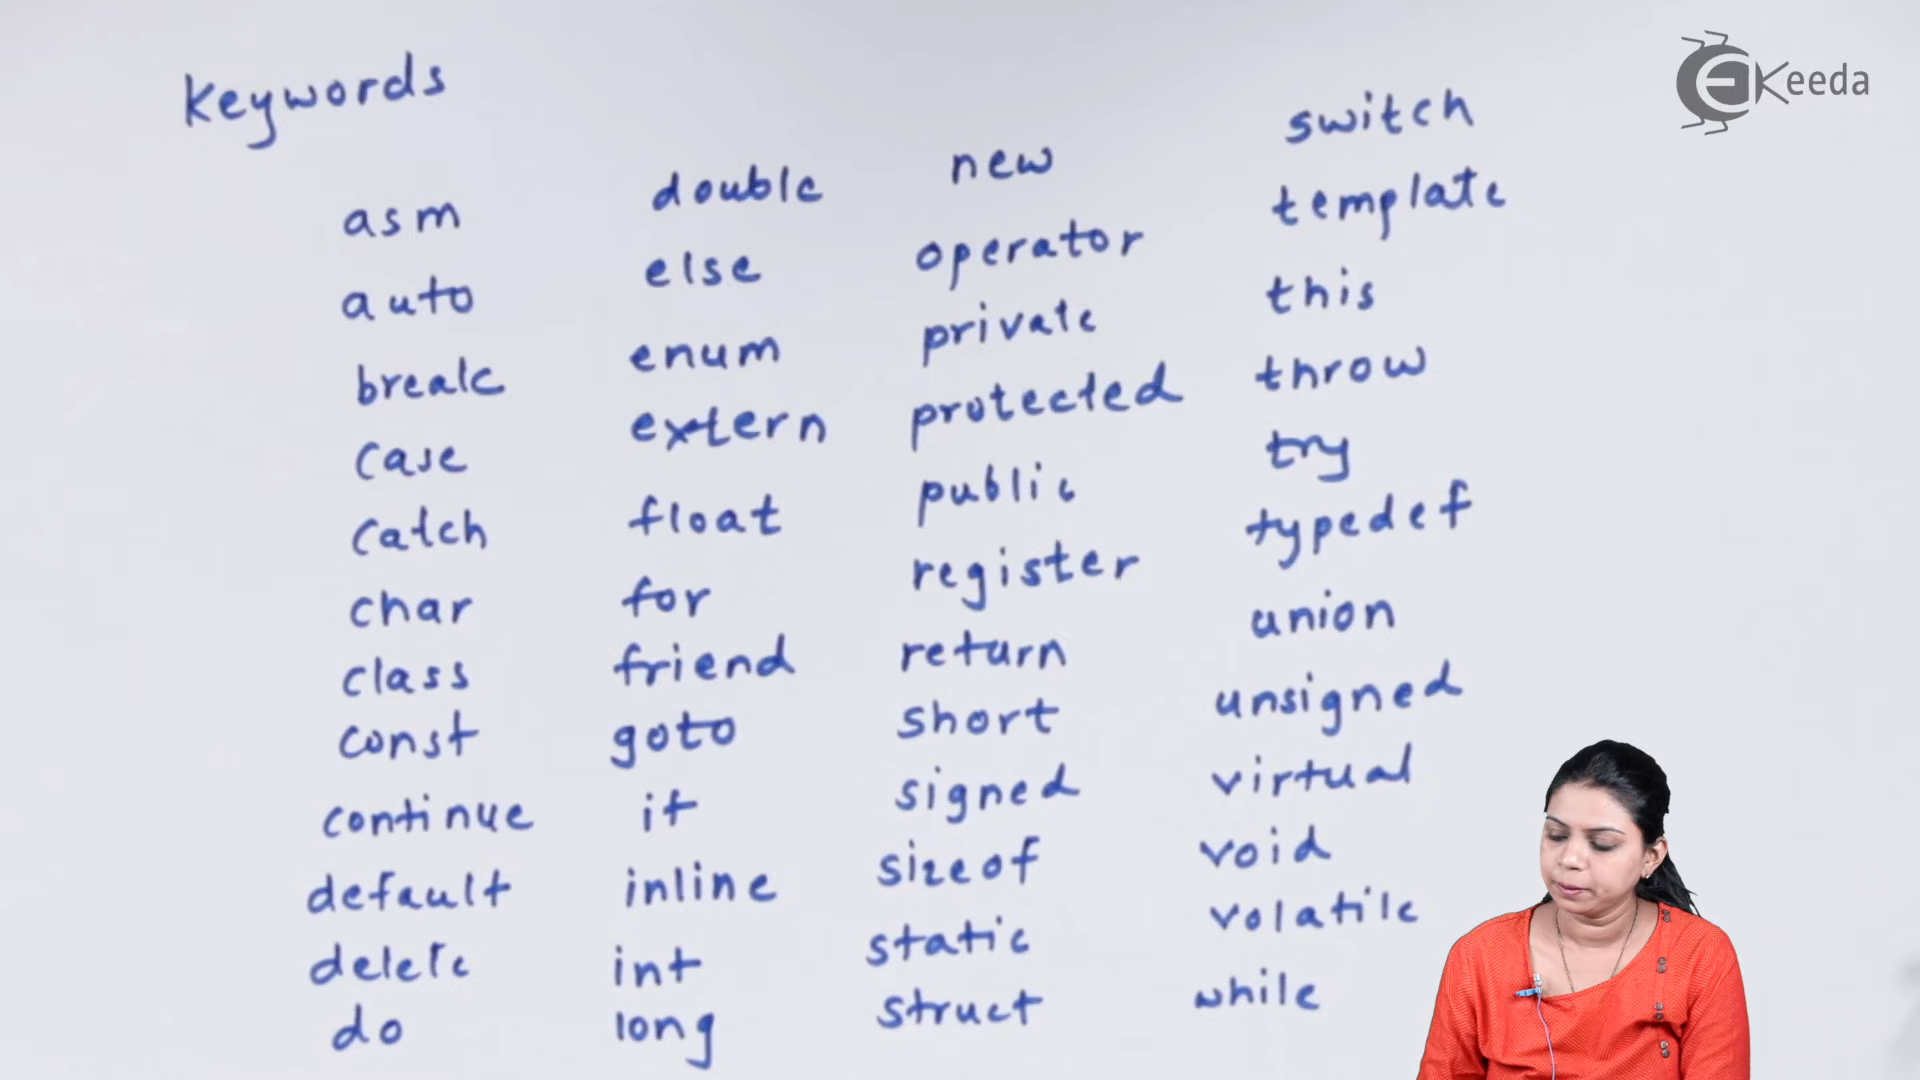 Keywords
asm
auto
break
case
catch
char
class
const
continue
default
delete
do
double
else
enum
extern
float
for
friend
goto
if
inline
int
long
new
operator
private
protected
public
register
return
short
signed
sizeof
static
struct
switch
template
this
throw
try
typedef
union
unsigned
virtual
void
volatile
while
EKeeda